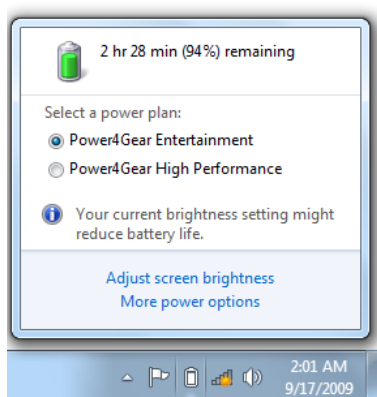 2 hr 28 min (94%) remaining
Select a power plan:
Power4Gear Entertainment
Power4Gear High Performance
Your current brightness setting might
reduce battery life.
Adjust screen brightness
More power options
2:01 AM
9/17/2009